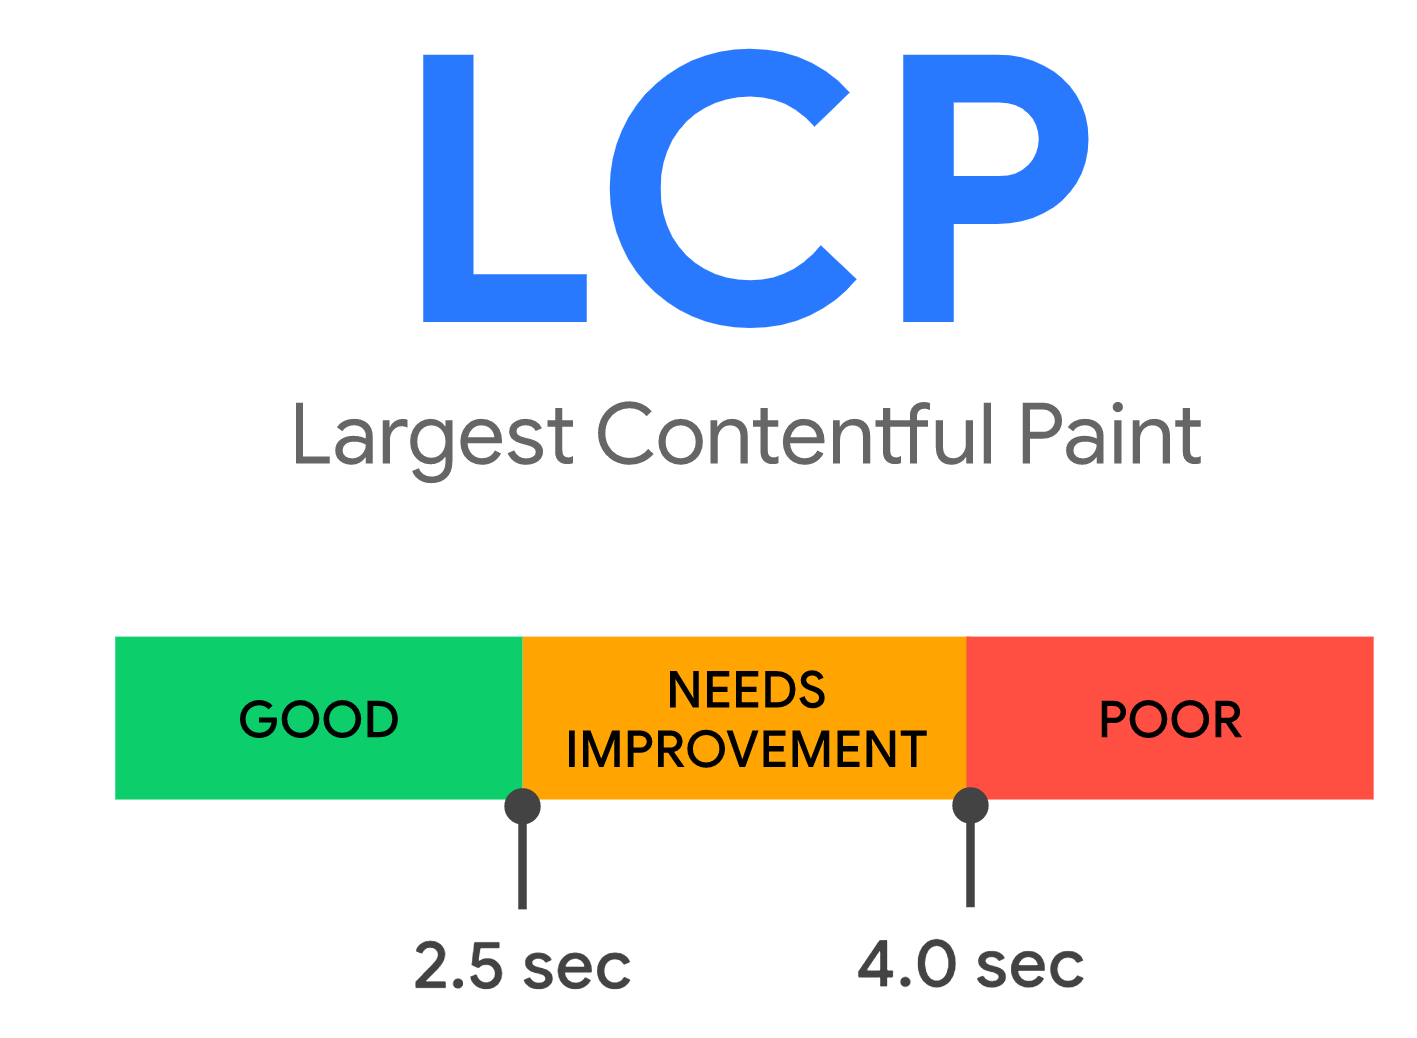 LCP
Largest Contentful Paint
GOOD
NEEDS
IMPROVEMENT
POOR
2.5 sec
4.0 sec